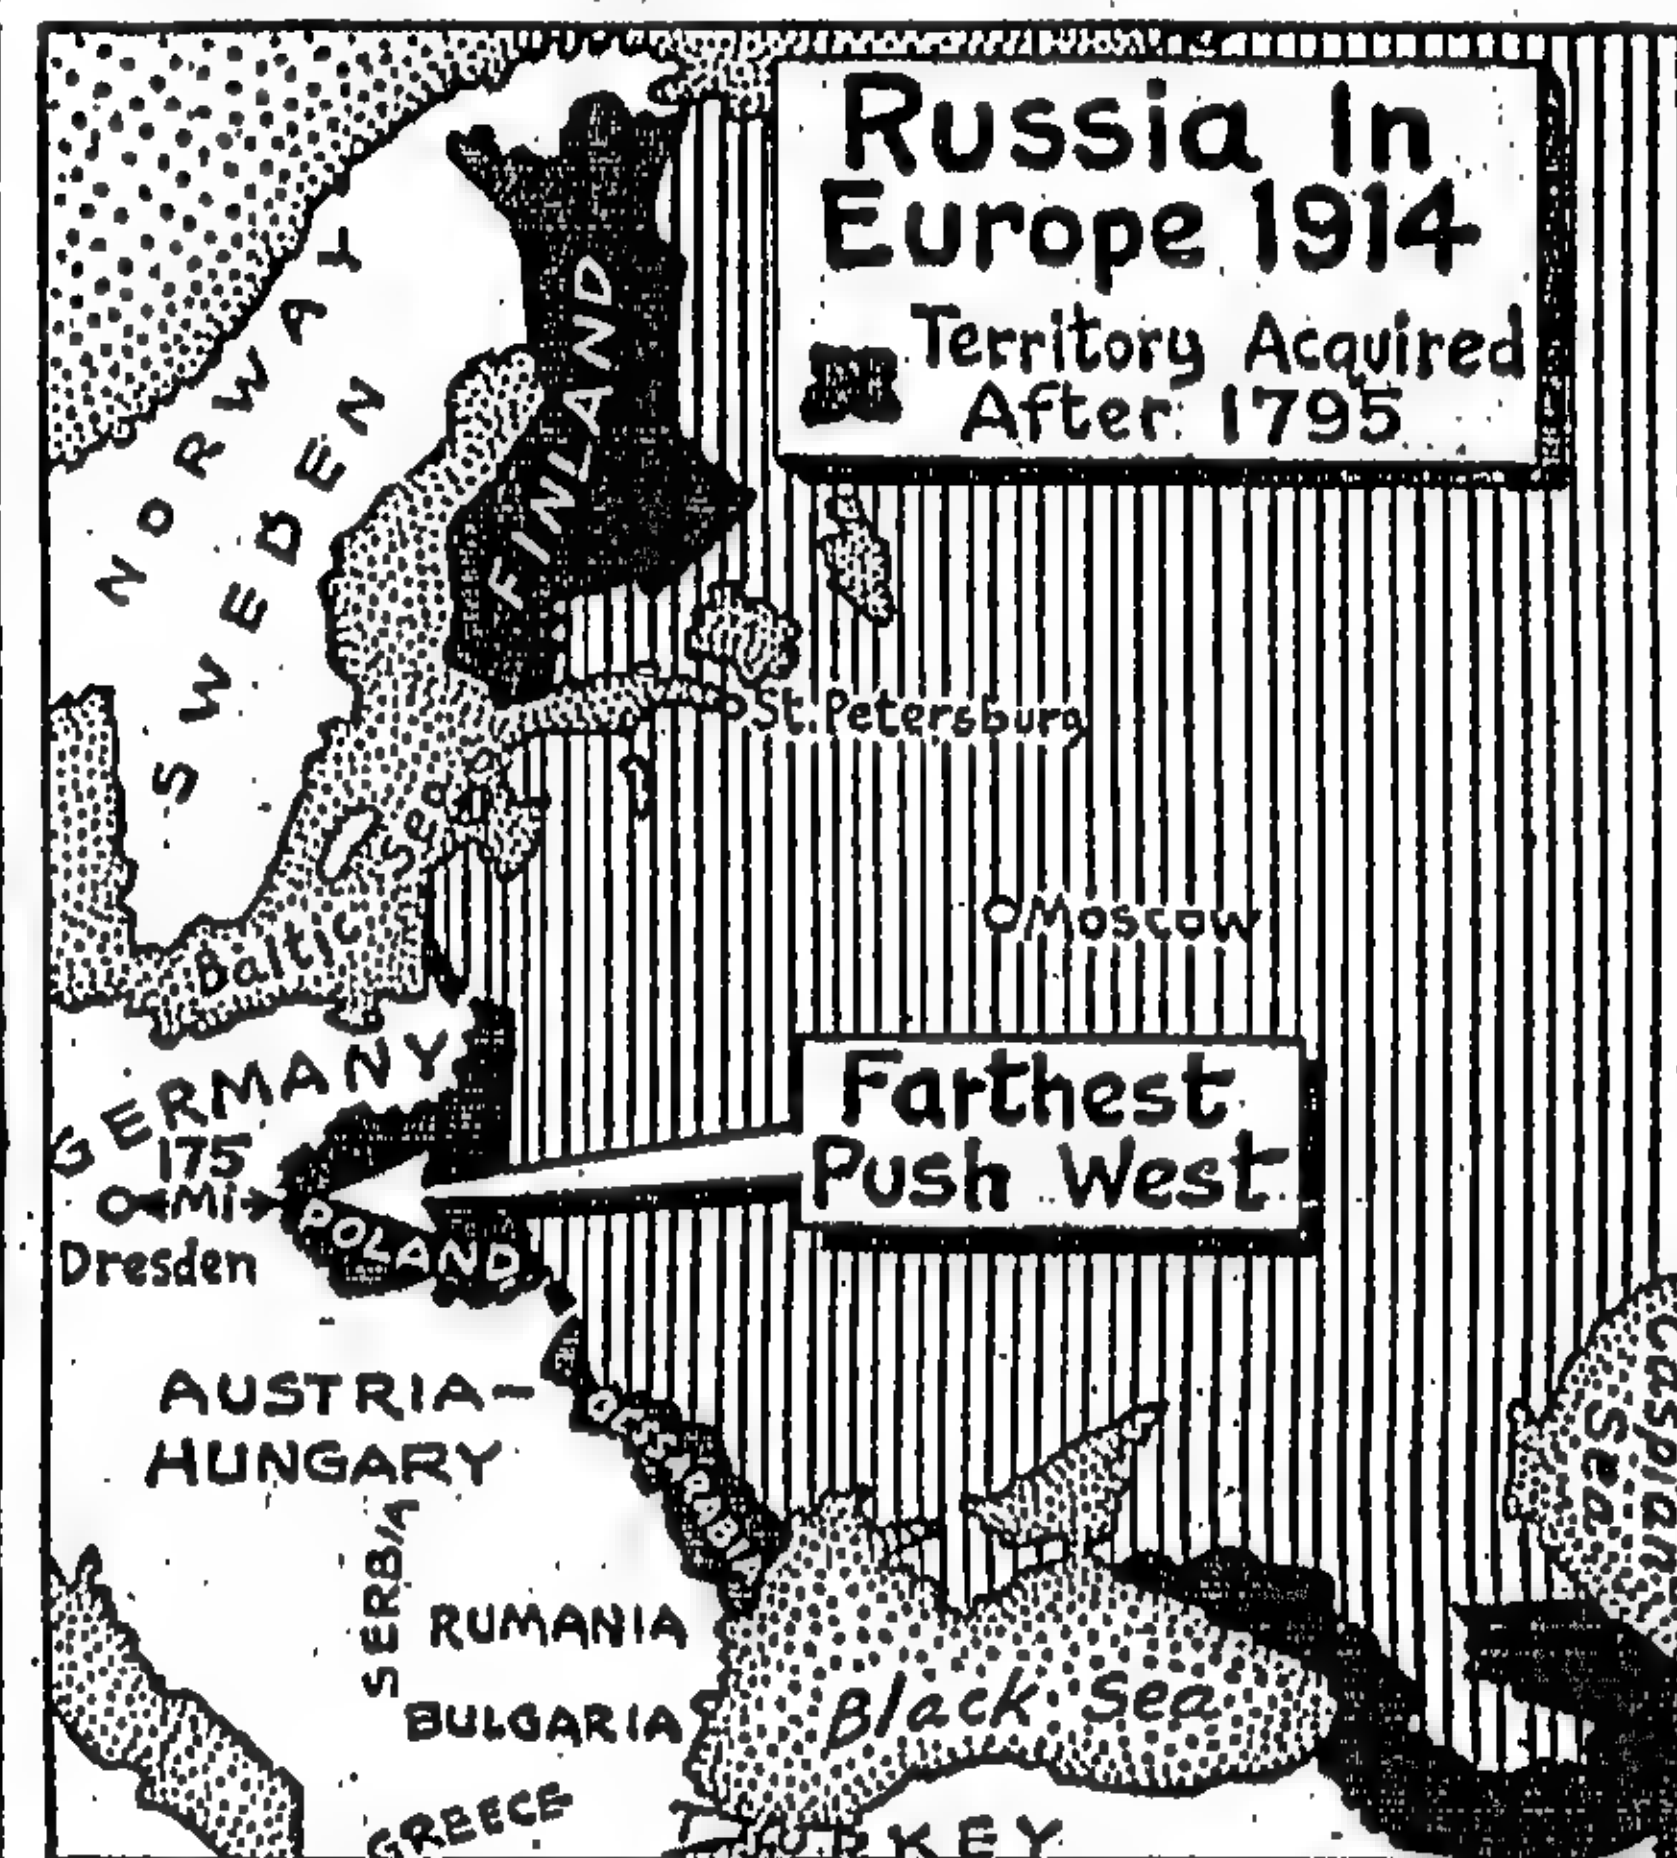 Russia In
Europe 1914
Territory Acquired
After 1795
NORWAY
SWEDEN
FINLAND
St. Petersburg
Baltic Sea
Moscow
GERMANY
175
Mi
Dresden
POLAND
Farthest
Push West
AUSTRIA-
HUNGARY
BESSARABIA
SERBIA
RUMANIA
BULGARIA
GREECE
Black Sea
TURKEY
Caspian
Sea